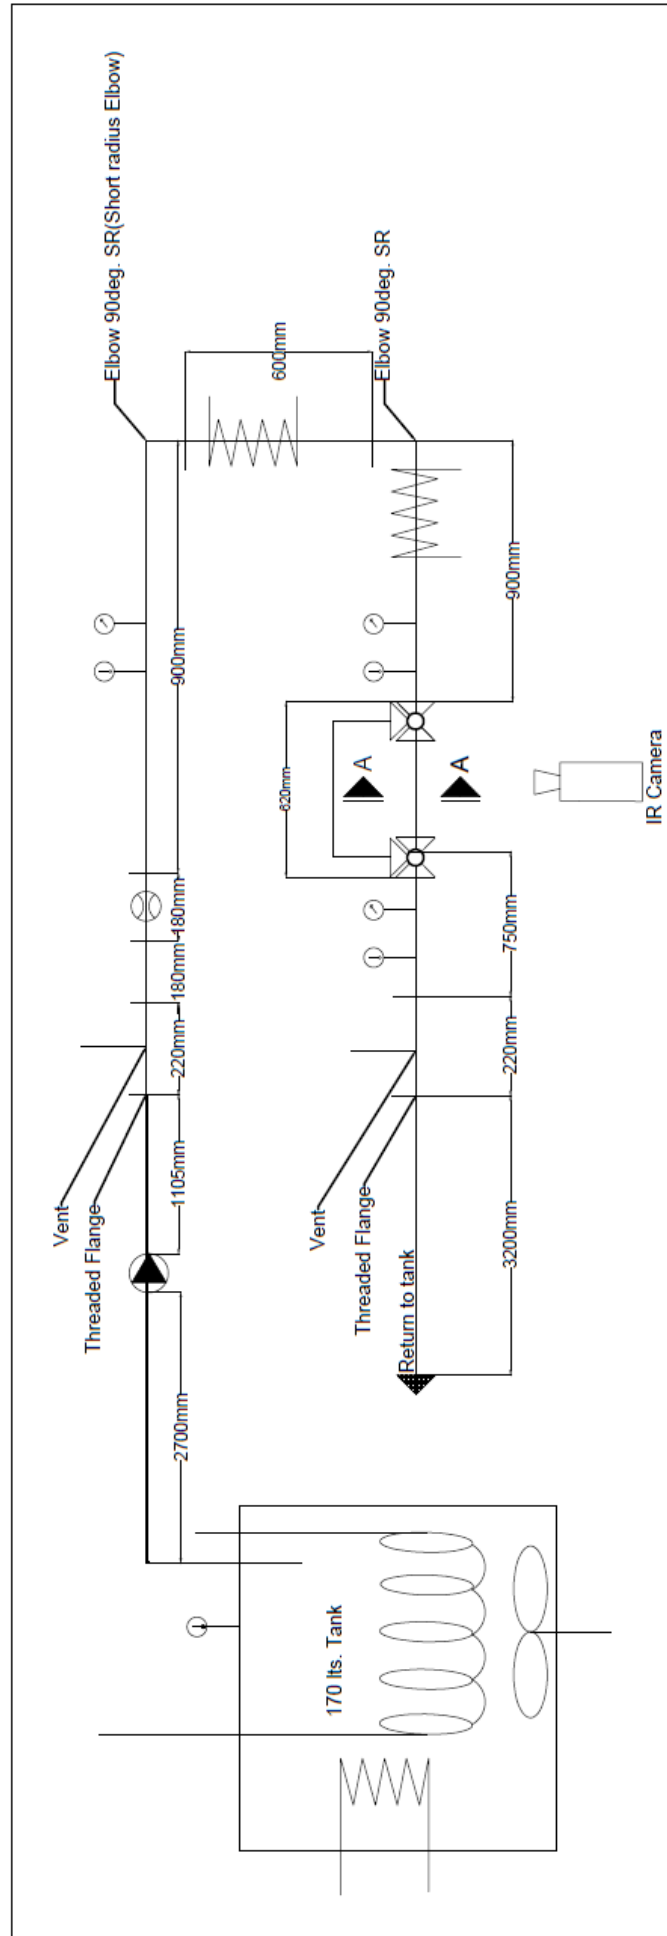 Elbow 90deg. SR(Short radius Elbow)
600mm
Elbow 90deg. SR
900mm
900mm
620mm
A
A
IR Camera
180mm
180mm
750mm
220mm
220mm
Vent
Threaded Flange
1105mm
Vent
Threaded Flange
Return to tank
3200mm
2700mm
170 lts. Tank